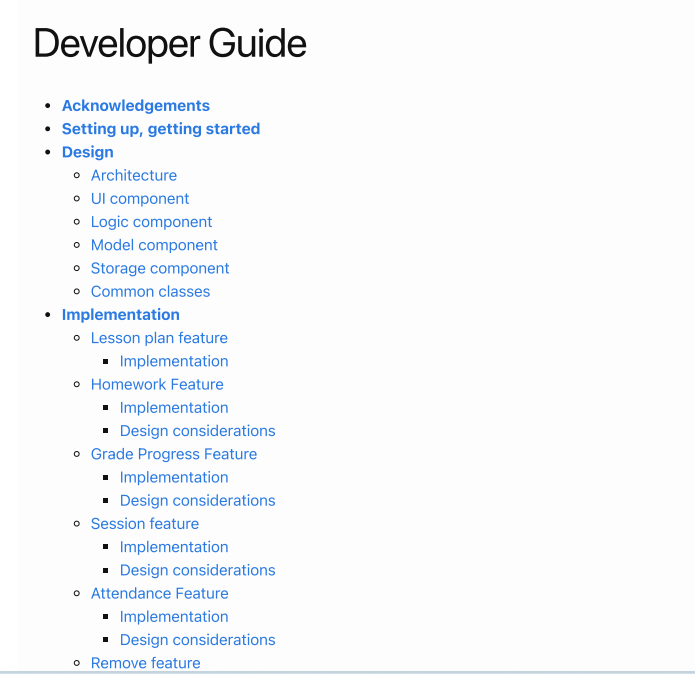 Developer Guide
Acknowledgements
Setting up, getting started
Design
Architecture
UI component
Logic component
Model component
Storage component
Common classes
Implementation
Lesson plan feature
Implementation
Homework Feature
Implementation
Design considerations
Grade Progress Feature
Implementation
Design considerations
Session feature
Implementation
Design considerations
Attendance Feature
Implementation
Design considerations
Remove feature